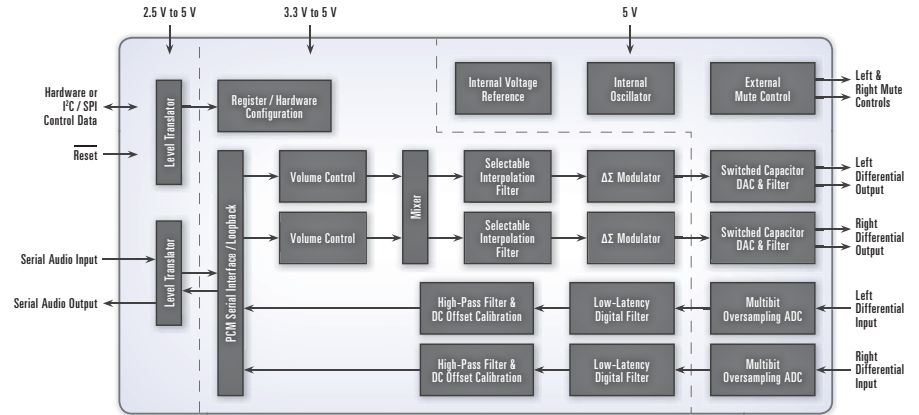 2.5 V to 5 V
3.3 V to 5 V
5 V
Hardware or
I²C / SPI
Control Data
Reset
Level Translator
Register / Hardware
Configuration
Internal Voltage
Reference
Internal
Oscillator
External
Mute Control
Left &
Right Mute
Controls
Serial Audio Input
Serial Audio Output
Level Translator
PCM Serial Interface / Loopback
Volume Control
Volume Control
Mixer
Selectable
Interpolation
Filter
ΔΣ Modulator
Switched Capacitor
DAC & Filter
Left
Differential
Output
Selectable
Interpolation
Filter
ΔΣ Modulator
Switched Capacitor
DAC & Filter
Right
Differential
Output
High-Pass Filter &
DC Offset Calibration
Low-Latency
Digital Filter
Multibit
Oversampling ADC
Left
Differential
Input
High-Pass Filter &
DC Offset Calibration
Low-Latency
Digital Filter
Multibit
Oversampling ADC
Right
Differential
Input